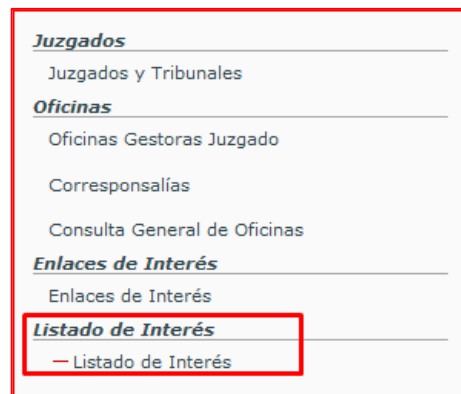 Juzgados
Juzgados y Tribunales
Oficinas
Oficinas Gestoras Juzgado
Corresponsalías
Consulta General de Oficinas
Enlaces de Interés
Enlaces de Interés
Listado de Interés
Listado de Interés